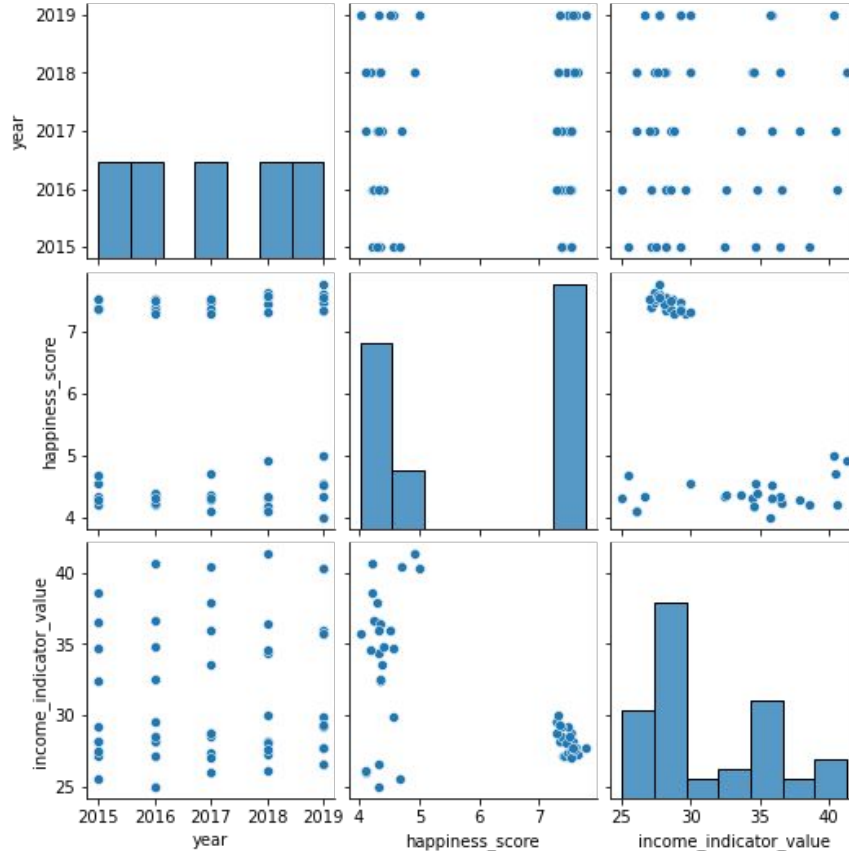 2019
2018
2017
2016
2015
year
7
6
5
4
happiness_score
40
35
30
25
income_indicator_value
2015 2016 2017 2018 2019
year
4 5 6 7
happiness_score
25 30 35 40
income_indicator_value